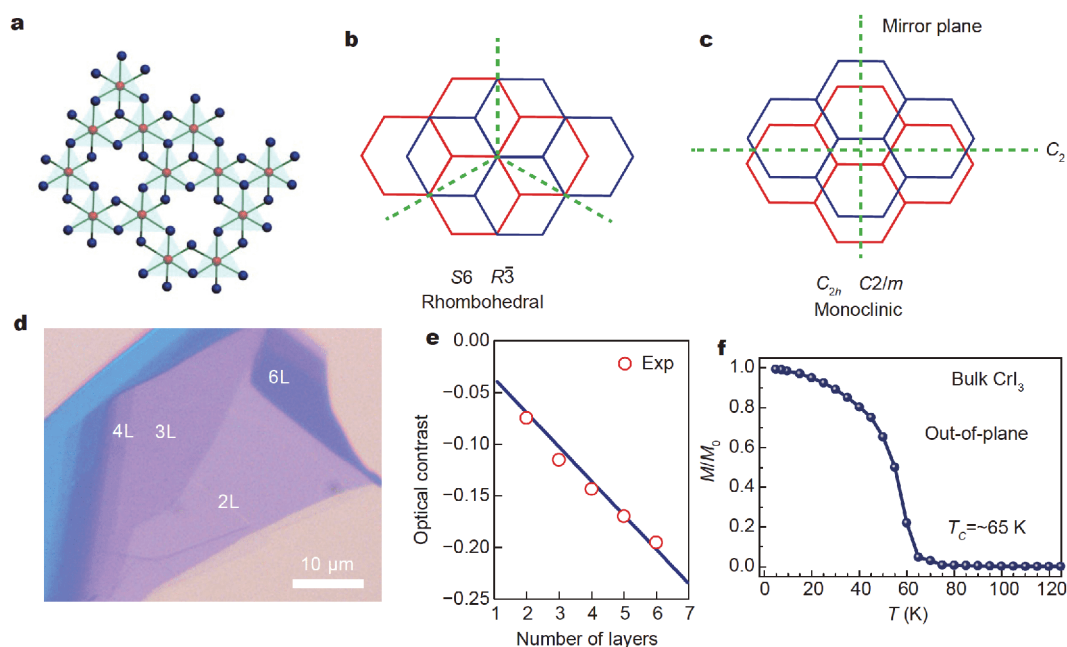 a
b
S6 R3̅
Rhombohedral
c
Mirror plane
C₂
C₂ₕ C2/m
Monoclinic
d
4L
3L
6L
2L
10 μm
e
Exp
Optical contrast
0.00
−0.05
−0.10
−0.15
−0.20
−0.25
1 2 3 4 5 6 7
Number of layers
f
Bulk CrI₃
Out-of-plane
T_C=~65 K
M/M₀
1.0
0.8
0.6
0.4
0.2
0.0
0 20 40 60 80 100 120
T (K)